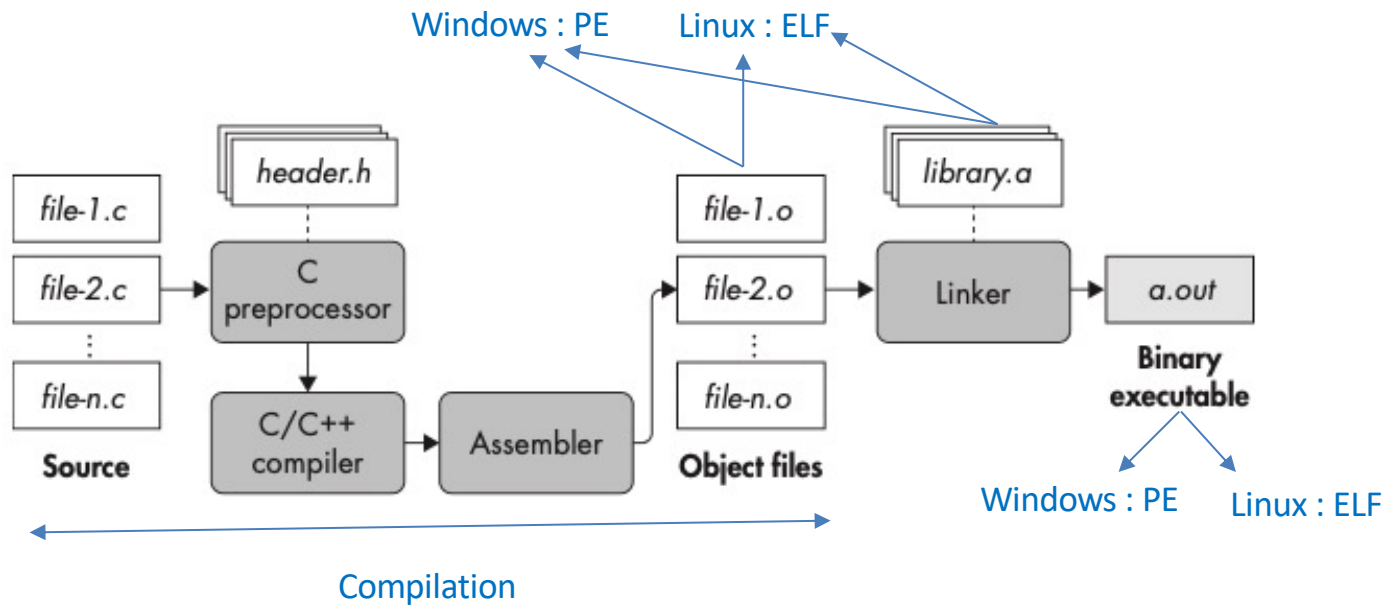 Windows : PE
Linux : ELF
header.h
library.a
file-1.c
file-1.o
file-2.c
C
preprocessor
file-2.o
Linker
a.out
⋮
⋮
Binary
executable
file-n.c
C/C++
compiler
Assembler
file-n.o
Source
Object files
Windows : PE
Linux : ELF
Compilation